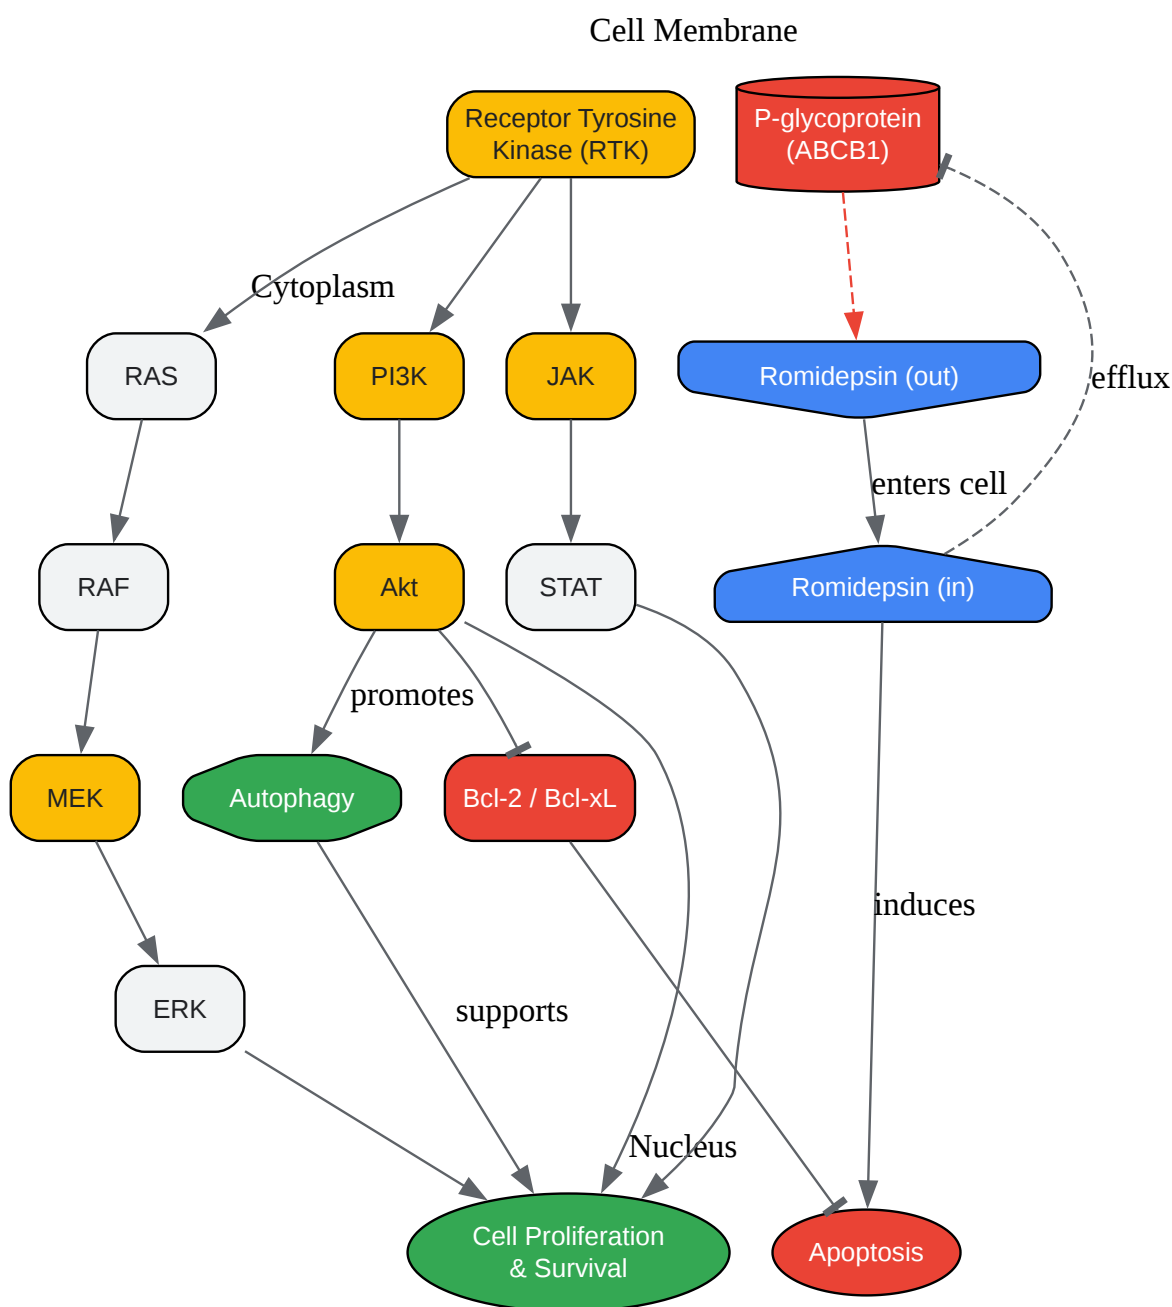 Cell Membrane
Receptor Tyrosine
Kinase (RTK)
P-glycoprotein
(ABCB1)
Cytoplasm
RAS
PI3K
JAK
Romidepsin (out)
efflux
enters cell
RAF
Akt
STAT
Romidepsin (in)
promotes
MEK
Autophagy
Bcl-2 / Bcl-xL
induces
ERK
supports
Nucleus
Cell Proliferation
& Survival
Apoptosis